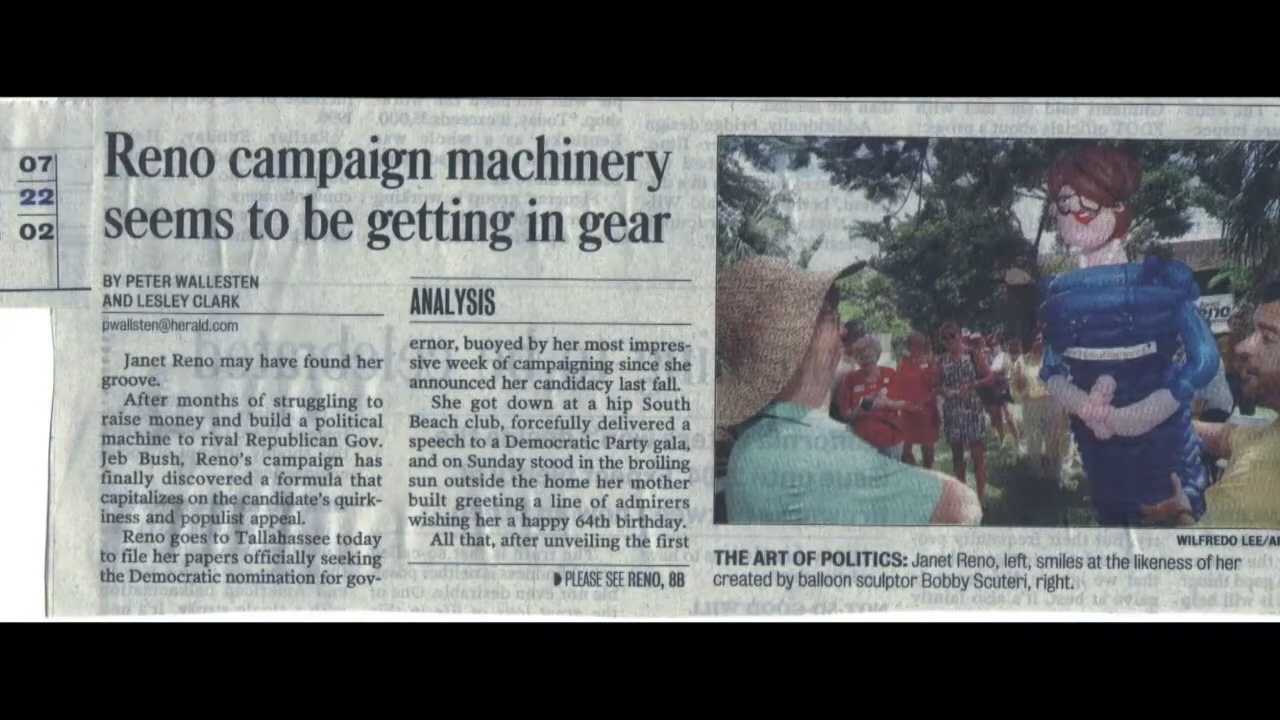 07
22
02
Reno campaign machinery
seems to be getting in gear
BY PETER WALLESTEN
AND LESLEY CLARK
pwallsten@herald.com
Janet Reno may have found her
groove.
After months of struggling to
raise money and build a political
machine to rival Republican Gov.
Jeb Bush, Reno's campaign has
finally discovered a formula that
capitalizes on the candidate's quirk-
iness and populist appeal.
Reno goes to Tallahassee today
to file her papers officially seeking
the Democratic nomination for gov-
ANALYSIS
ernor, buoyed by her most impres-
sive week of campaigning since she
announced her candidacy last fall.
She got down at a hip South
Beach club, forcefully delivered a
speech to a Democratic Party gala,
and on Sunday stood in the broiling
sun outside the home her mother
built greeting a line of admirers
wishing her a happy 64th birthday.
All that, after unveiling the first
PLEASE SEE RENO, 8B
WILFREDO LEE/A
THE ART OF POLITICS: Janet Reno, left, smiles at the likeness of her
created by balloon sculptor Bobby Scuteri, right.